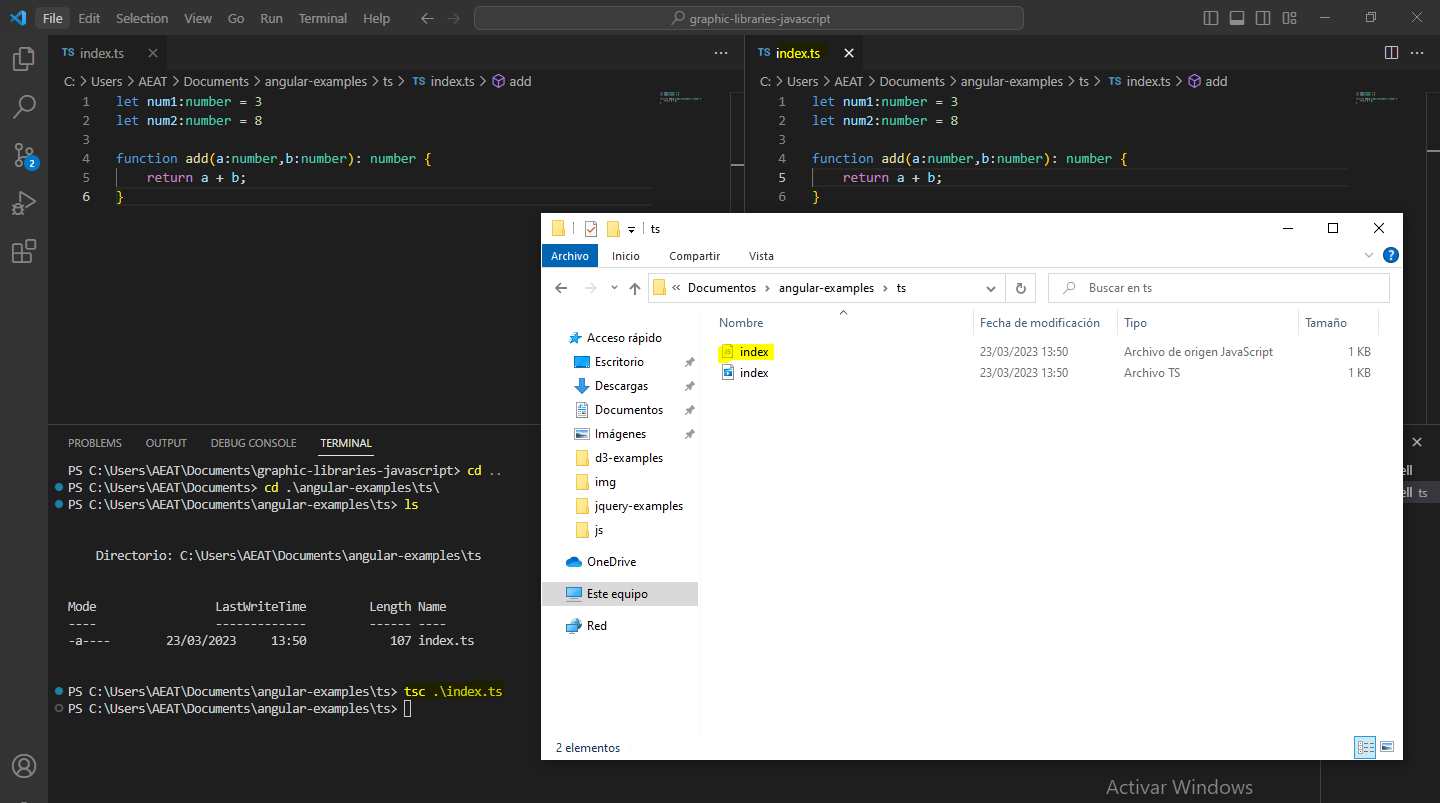 File Edit Selection View Go Run Terminal Help graphic-libraries-javascript
TS index.ts
C: > Users > AEAT > Documents > angular-examples > ts > TS index.ts > add
1 let num1:number = 3
2 let num2:number = 8
3
4 function add(a:number,b:number): number {
5 return a + b;
6 }
TS index.ts
C: > Users > AEAT > Documents > angular-examples > ts > TS index.ts > add
1 let num1:number = 3
2 let num2:number = 8
3
4 function add(a:number,b:number): number {
5 return a + b;
6 }
2
PROBLEMS OUTPUT DEBUG CONSOLE TERMINAL
PS C:\Users\AEAT\Documents\graphic-libraries-javascript> cd ..
PS C:\Users\AEAT\Documents> cd .\angular-examples\ts\
PS C:\Users\AEAT\Documents\angular-examples\ts> ls
Directorio: C:\Users\AEAT\Documents\angular-examples\ts
Mode LastWriteTime Length Name
---- ------------- ------ ----
-a---- 23/03/2023 13:50 107 index.ts
PS C:\Users\AEAT\Documents\angular-examples\ts> tsc .\index.ts
PS C:\Users\AEAT\Documents\angular-examples\ts>
ts
Archivo Inicio Compartir Vista
« Documentos > angular-examples > ts
Buscar en ts
Nombre Fecha de modificación Tipo Tamaño
index 23/03/2023 13:50 Archivo de origen JavaScript 1 KB
index 23/03/2023 13:50 Archivo TS 1 KB
Acceso rápido
Escritorio
Descargas
Documentos
Imágenes
d3-examples
img
jquery-examples
js
OneDrive
Este equipo
Red
2 elementos
ell
ell ts
Activar Windows